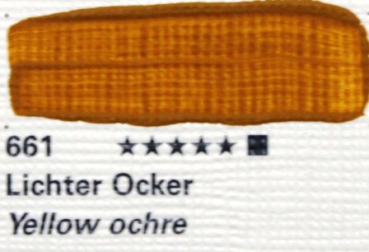 661 ★★★★★ ■
Lichter Ocker
Yellow ochre